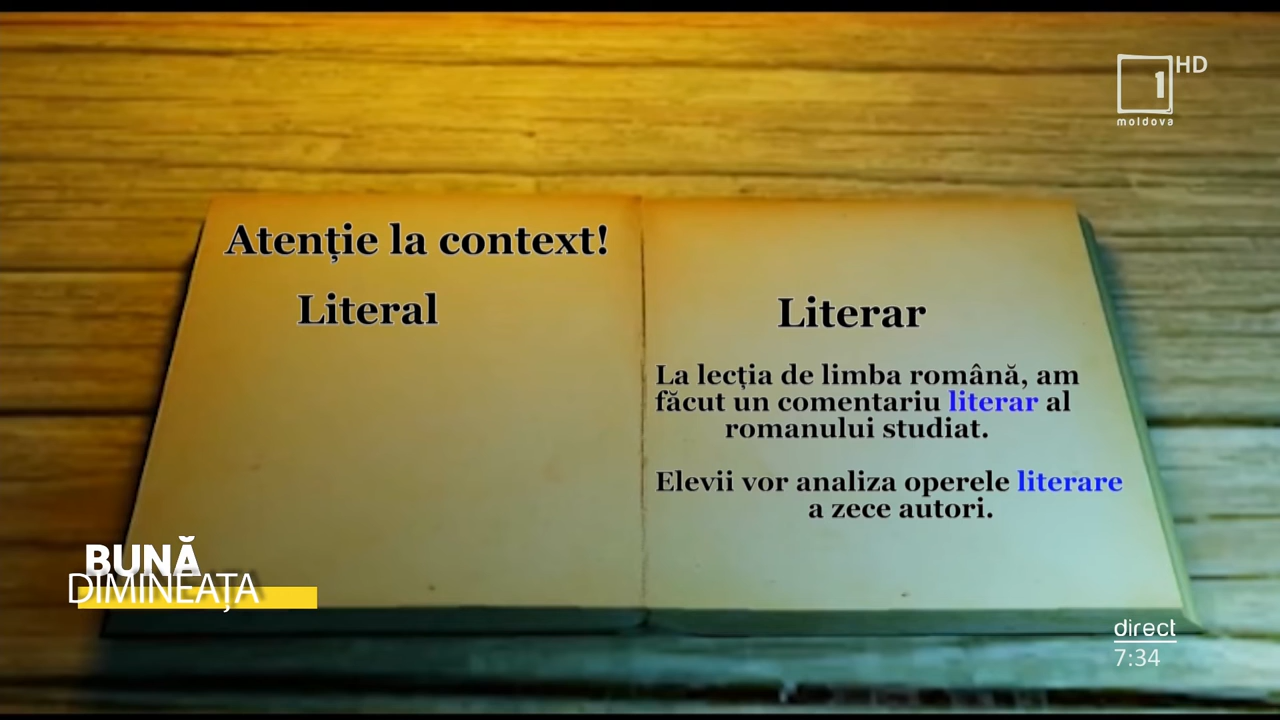 1 HD
moldova
Atenție la context!
Literal
Literar
La lecția de limba română, am
făcut un comentariu literar al
romanului studiat.
Elevii vor analiza operele literare
a zece autori.
BUNĂ
DIMINEAȚA
direct
7:34